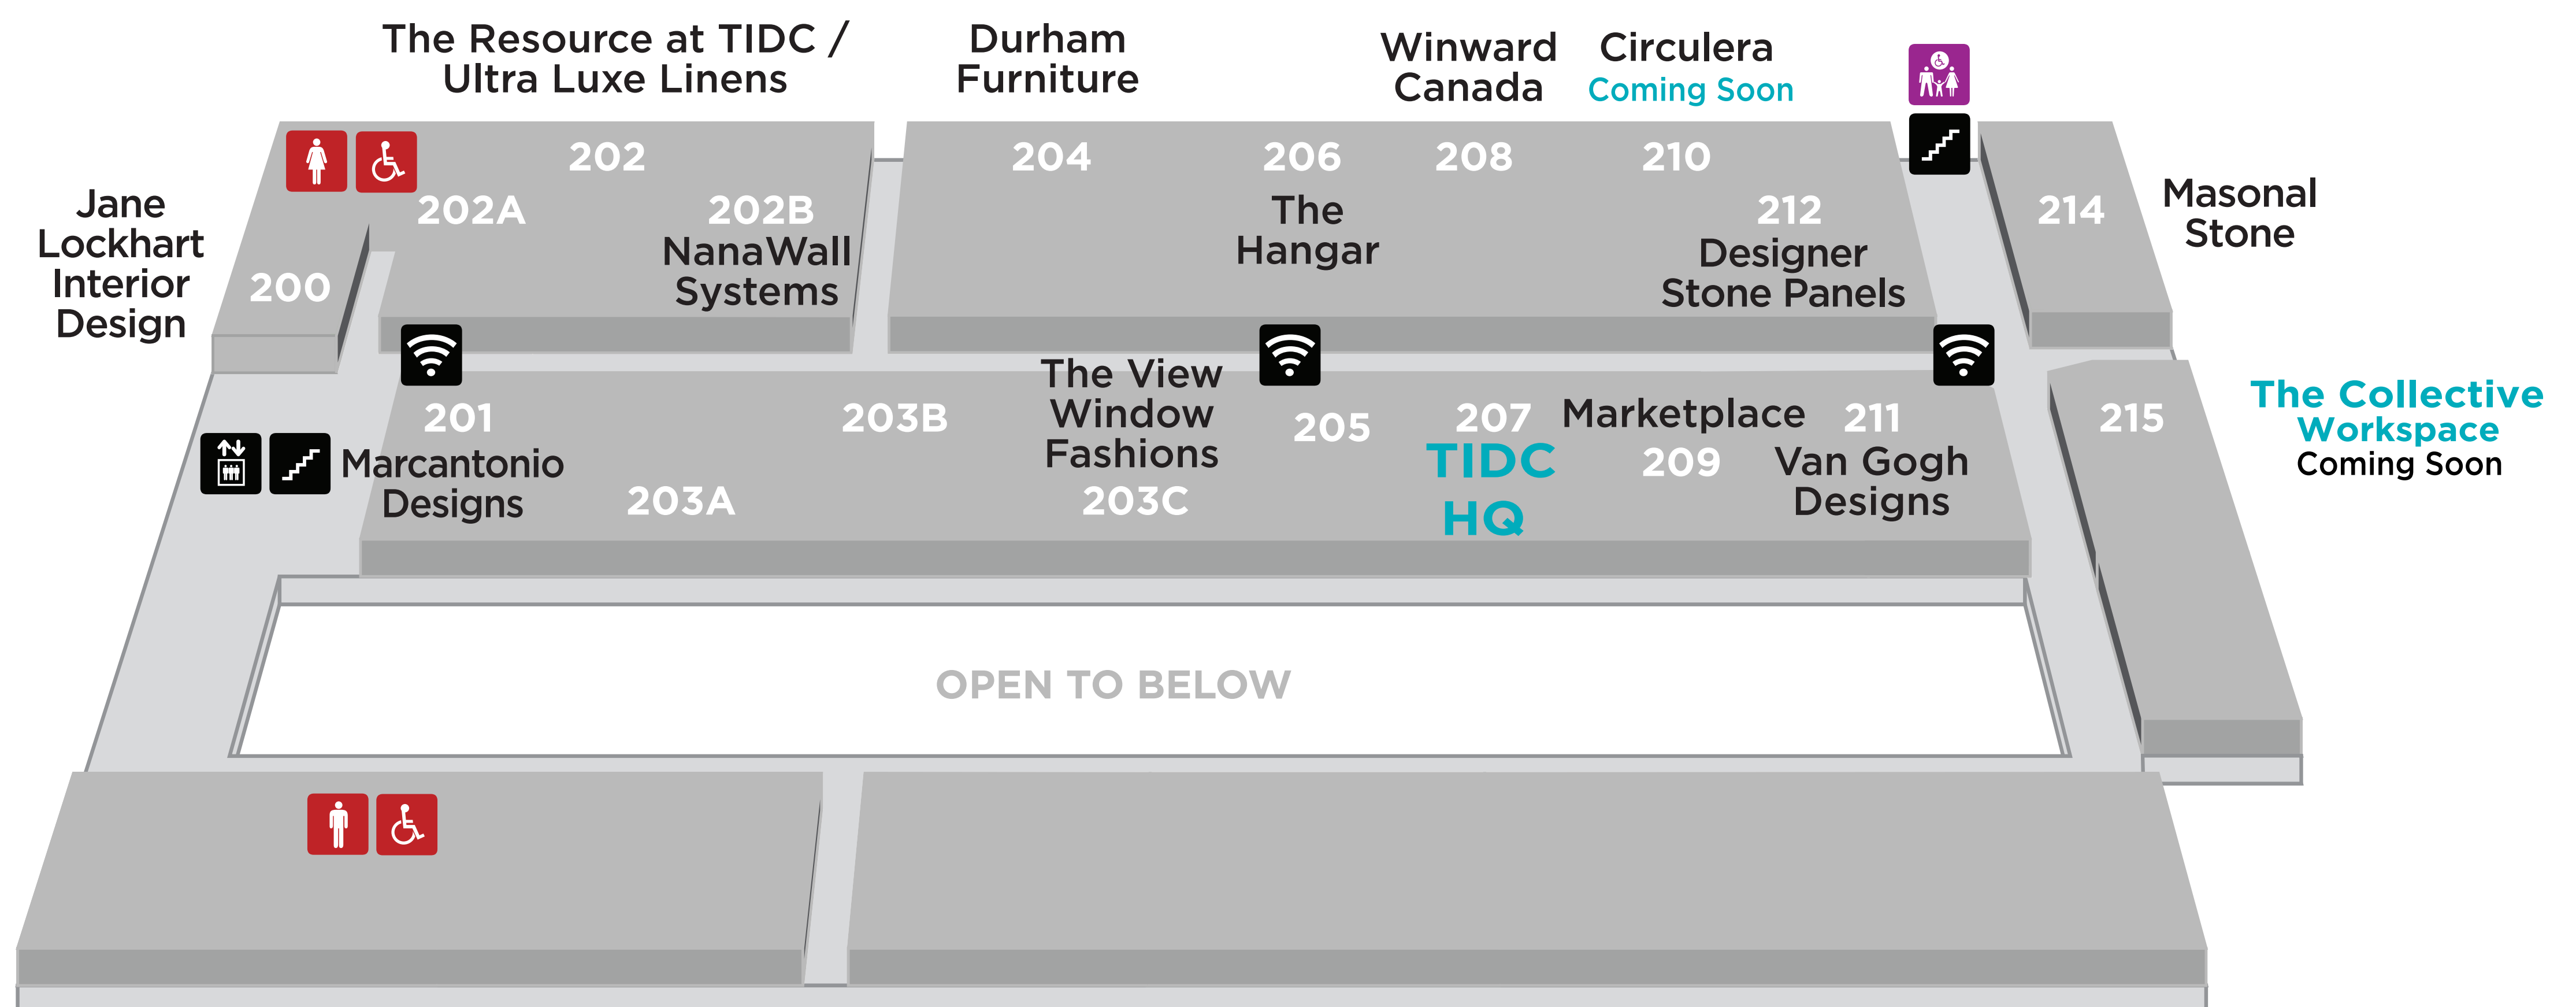 The Resource at TIDC /
Ultra Luxe Linens
Durham
Furniture
Winward
Canada
Circulera
Coming Soon
202
204
206
208
210
202A
202B
NanaWall
Systems
The
Hangar
212
Designer
Stone Panels
214
Masonal
Stone
Jane
Lockhart
Interior
Design
200
201
Marcantonio
Designs
203A
203B
The View
Window
Fashions
203C
205
207
TIDC
HQ
Marketplace
209
211
Van Gogh
Designs
215
The Collective
Workspace
Coming Soon
OPEN TO BELOW